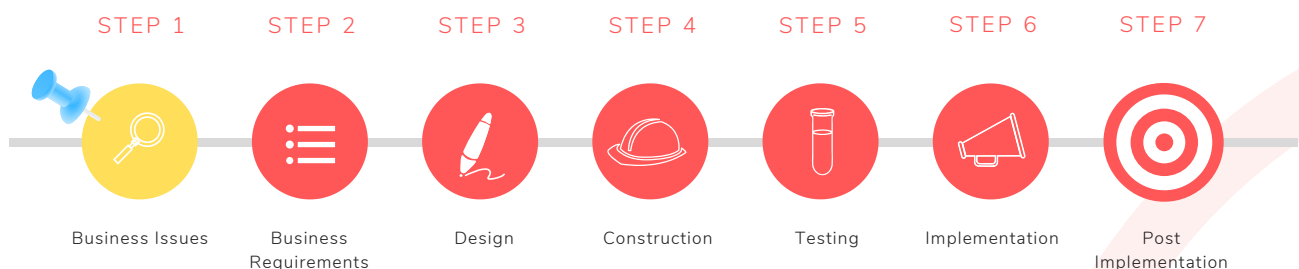 STEP 1
STEP 2
STEP 3
STEP 4
STEP 5
STEP 6
STEP 7
Business Issues
Business
Requirements
Design
Construction
Testing
Implementation
Post
Implementation